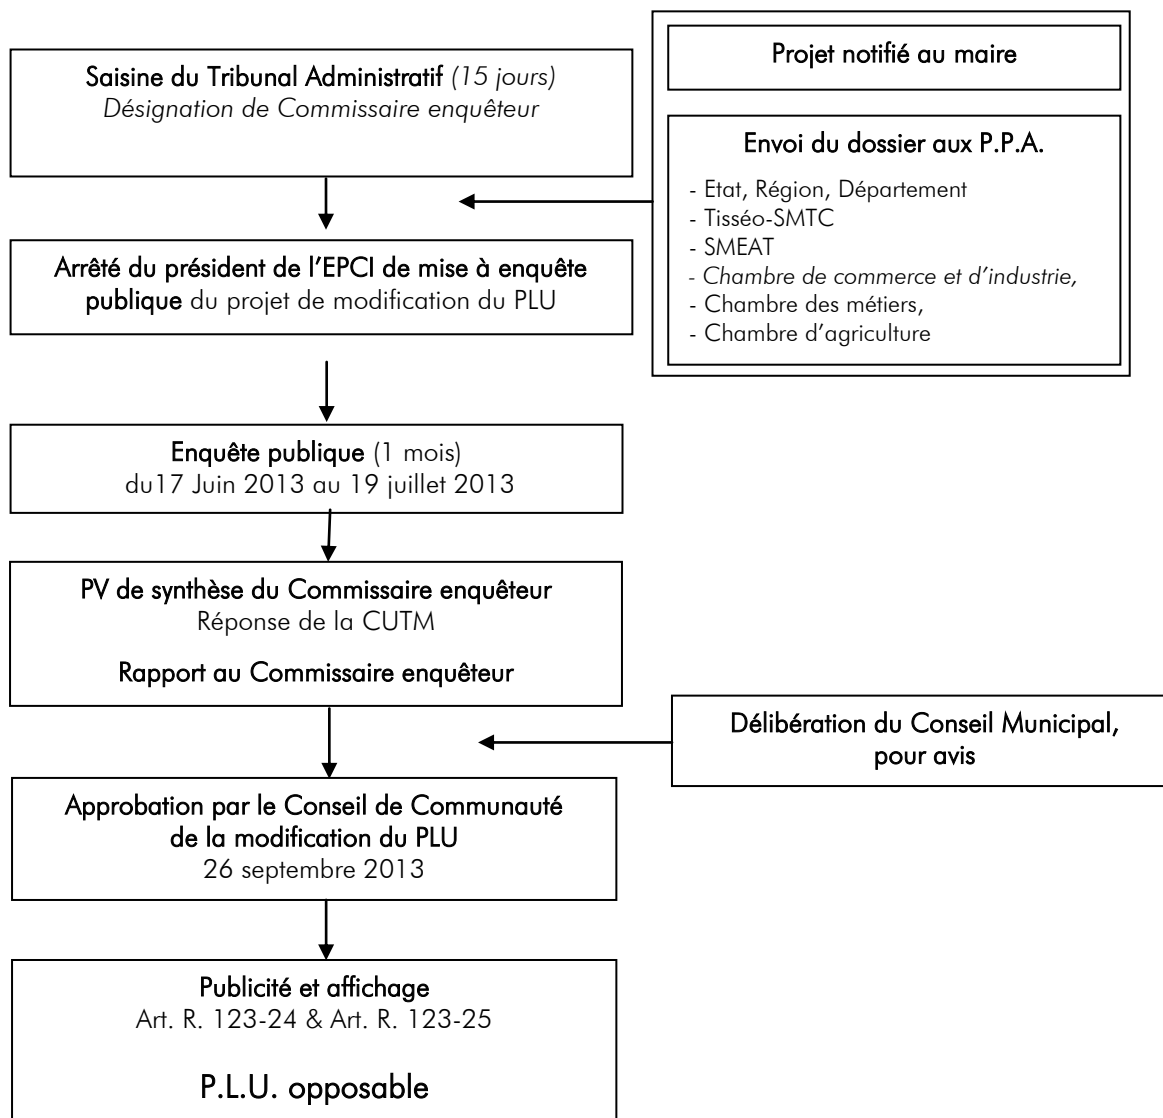 Saisine du Tribunal Administratif (15 jours)
Désignation de Commissaire enquêteur
Projet notifié au maire
Envoi du dossier aux P.P.A.
- Etat, Région, Département
- Tisséo-SMTC
- SMEAT
- Chambre de commerce et d'industrie,
- Chambre des métiers,
- Chambre d'agriculture
Arrêté du président de l'EPCI de mise à enquête
publique du projet de modification du PLU
Enquête publique (1 mois)
du17 Juin 2013 au 19 juillet 2013
PV de synthèse du Commissaire enquêteur
Réponse de la CUTM
Rapport au Commissaire enquêteur
Délibération du Conseil Municipal,
pour avis
Approbation par le Conseil de Communauté
de la modification du PLU
26 septembre 2013
Publicité et affichage
Art. R. 123-24 & Art. R. 123-25
P.L.U. opposable